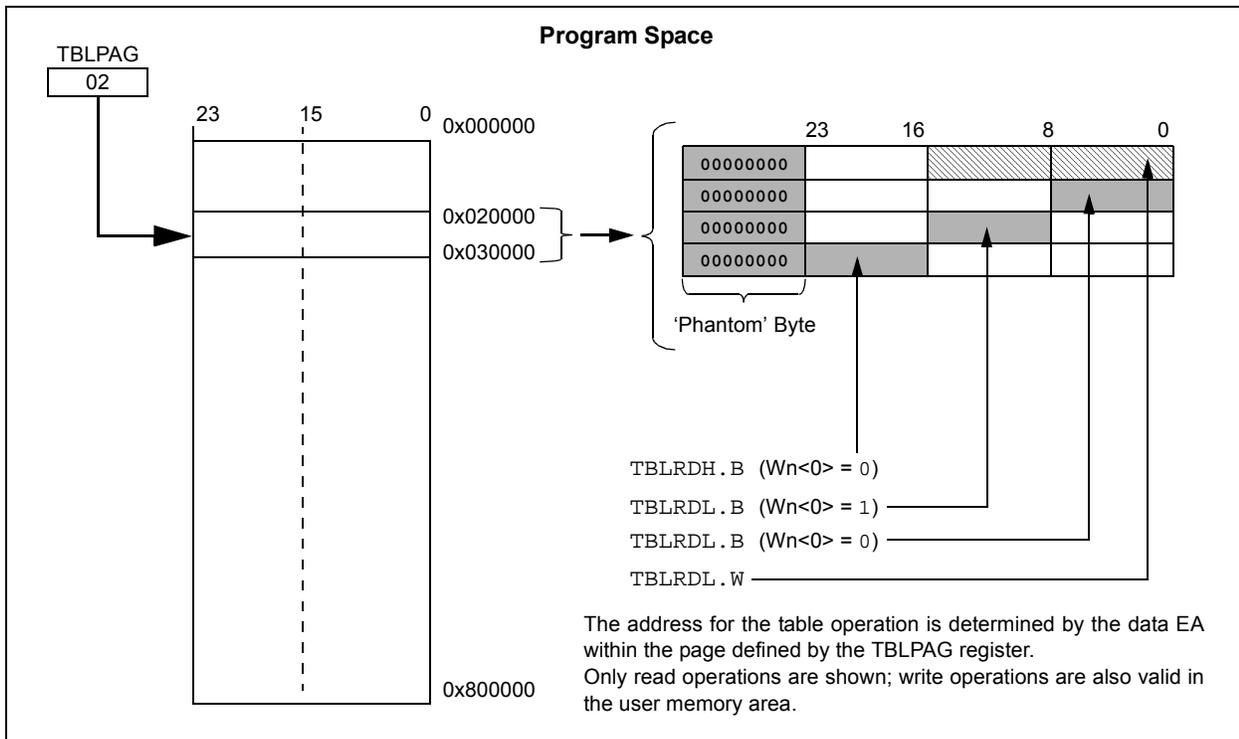 Program Space
TBLPAG
02
23 15 0
0x000000
0x020000
0x030000
0x800000
23 16 8 0
00000000
00000000
00000000
00000000
‘Phantom’ Byte
TBLRDH.B (Wn<0> = 0)
TBLRDL.B (Wn<0> = 1)
TBLRDL.B (Wn<0> = 0)
TBLRDL.W
The address for the table operation is determined by the data EA
within the page defined by the TBLPAG register.
Only read operations are shown; write operations are also valid in
the user memory area.